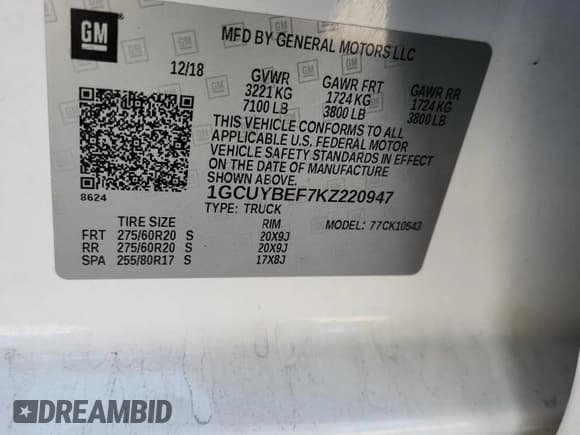 GM
MFD BY GENERAL MOTORS LLC
12/18
GVWR
3221 KG
7100 LB
GAWR FRT
1724 KG
3800 LB
GAWR RR
1724 KG
3800 LB
THIS VEHICLE CONFORMS TO ALL
APPLICABLE U.S. FEDERAL MOTOR
VEHICLE SAFETY STANDARDS IN EFFECT
ON THE DATE OF MANUFACTURE
SHOWN ABOVE.
1GCUYBEF7KZ220947
8624
TYPE: TRUCK
MODEL: 77CK10543
TIRE SIZE RIM
FRT 275/60R20 S 20X9J
RR 275/60R20 S 20X9J
SPA 255/80R17 S 17X8J
DREAMBID